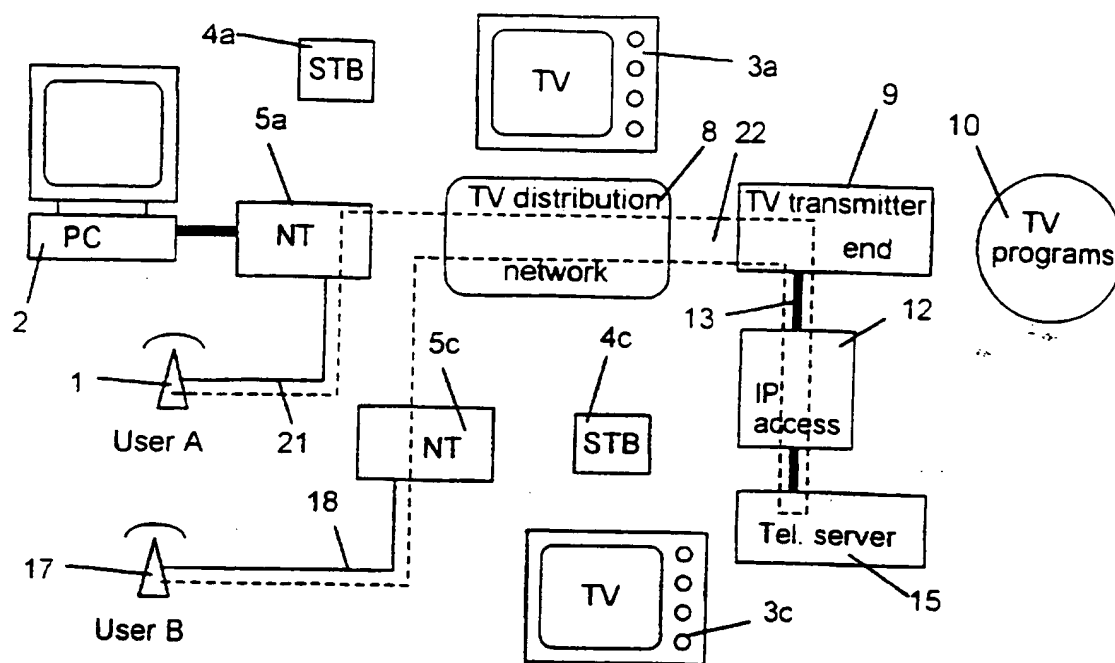 4a
STB
TV
3a
5a
8
22
9
10
PC
NT
TV distribution
network
TV transmitter
end
TV
programs
2
13
12
1
5c
4c
IP
access
User A
21
NT
STB
18
Tel. server
17
TV
15
User B
3c